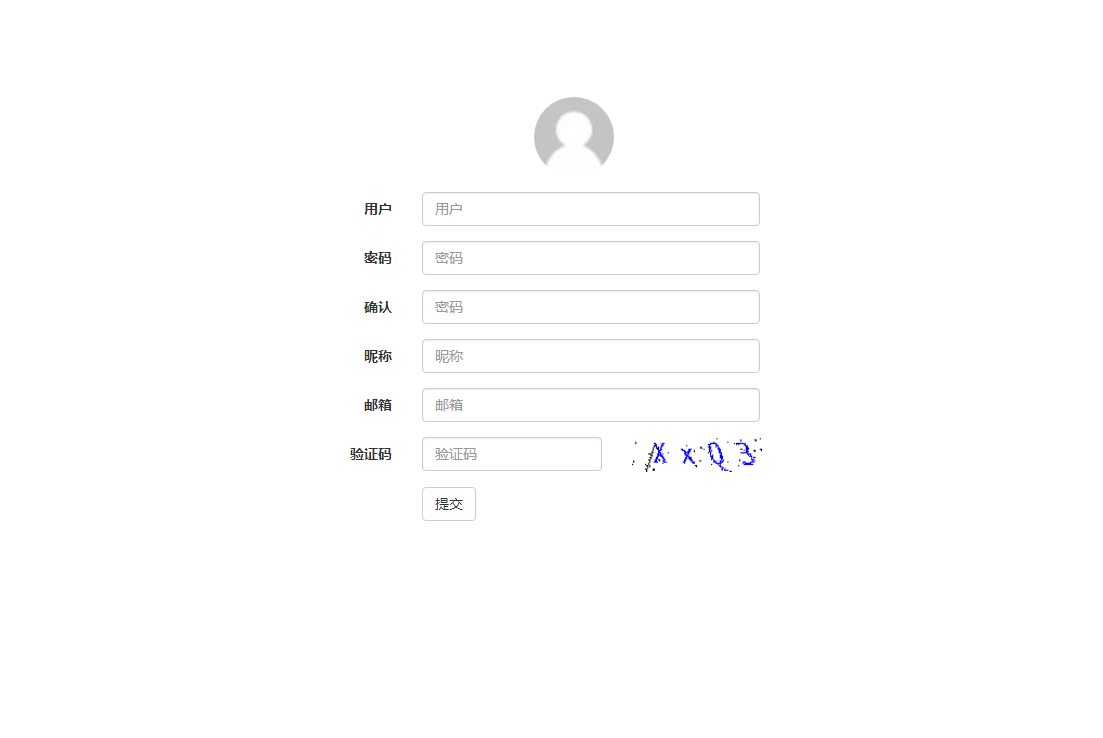 用户 用户
密码 密码
确认 密码
昵称 昵称
邮箱 邮箱
验证码 验证码
提交